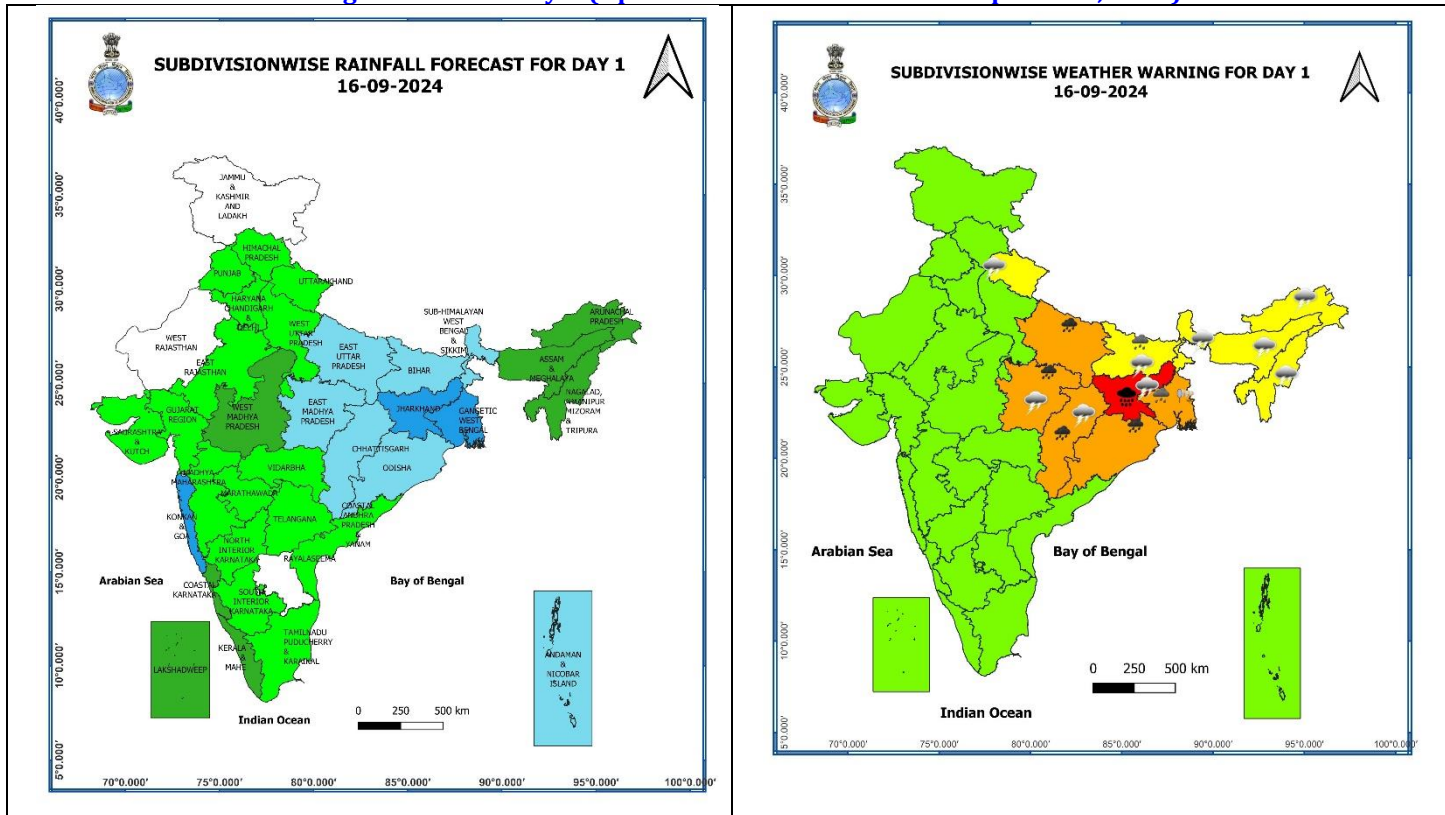 SUBDIVISIONWISE RAINFALL FORECAST FOR DAY 1
16-09-2024
40°0.000'
35°0.000'
30°0.000'
25°0.000'
20°0.000'
15°0.000'
10°0.000'
5°0.000'
JAMMU
&
KASHMIR
AND
LADAKH
HIMACHAL
PRADESH
PUNJAB
UTTARAKHAND
HARYANA
CHANDIGARH
&
DELHI
WEST
UTTAR
PRADESH
WEST
RAJASTHAN
EAST
RAJASTHAN
EAST
UTTAR
PRADESH
SUB-HIMALAYAN
WEST
BENGAL
&
SIKKIM
ARUNACHAL
PRADESH
ASSAM
&
MEGHALAYA
BIHAR
NAGALAD,
MANIPUR
MIZORAM
&
TRIPURA
GUJARAT
REGION
WEST
MADHYA
PRADESH
EAST
MADHYA
PRADESH
JHARKHAND
GANGETIC
WEST
BENGAL
SAURASHTRA
&
KUTCH
CHHATTISGARH
ODISHA
VIDARBHA
MADHYA
MAHARASHTRA
MARATHAWADA
KONKAN
&
GOA
TELANGANA
COASTAL
ANDHRA
PRADESH
&
YANAM
NORTH
INTERIOR
KARNATAKA
RAYALASEEMA
Arabian Sea
Bay of Bengal
COASTAL
KARNATAKA
SOUTH
INTERIOR
KARNATAKA
TAMILNADU
PUDUCHERRY
&
KARAIKAL
KERALA
&
MAHE
LAKSHADWEEP
ANDAMAN
&
NICOBAR
ISLAND
0 250 500 km
Indian Ocean
70°0.000' 75°0.000' 80°0.000' 85°0.000' 90°0.000' 95°0.000' 100°0.000'
SUBDIVISIONWISE WEATHER WARNING FOR DAY 1
16-09-2024
40°0.000'
35°0.000'
30°0.000'
25°0.000'
20°0.000'
15°0.000'
10°0.000'
5°0.000'
Arabian Sea
Bay of Bengal
0 250 500 km
Indian Ocean
70°0.000' 75°0.000' 80°0.000' 85°0.000' 90°0.000' 95°0.000' 100°0.000'